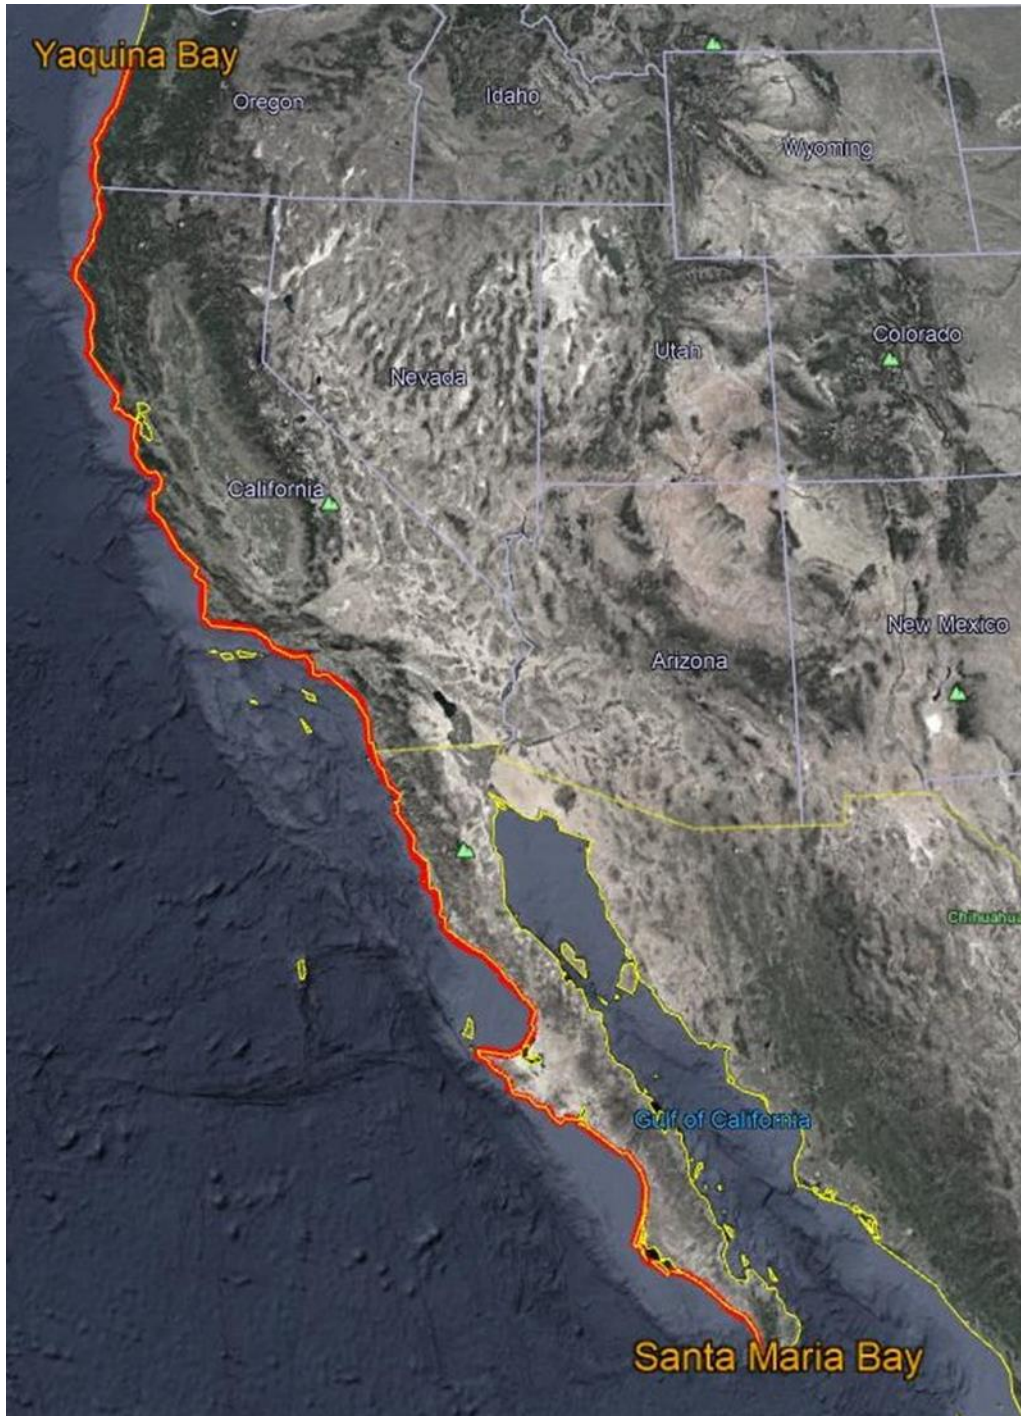 Yaquina Bay
Oregon
Idaho
Wyoming
Colorado
Utah
Nevada
California
New Mexico
Arizona
Chihuahua
Gulf of California
Santa Maria Bay